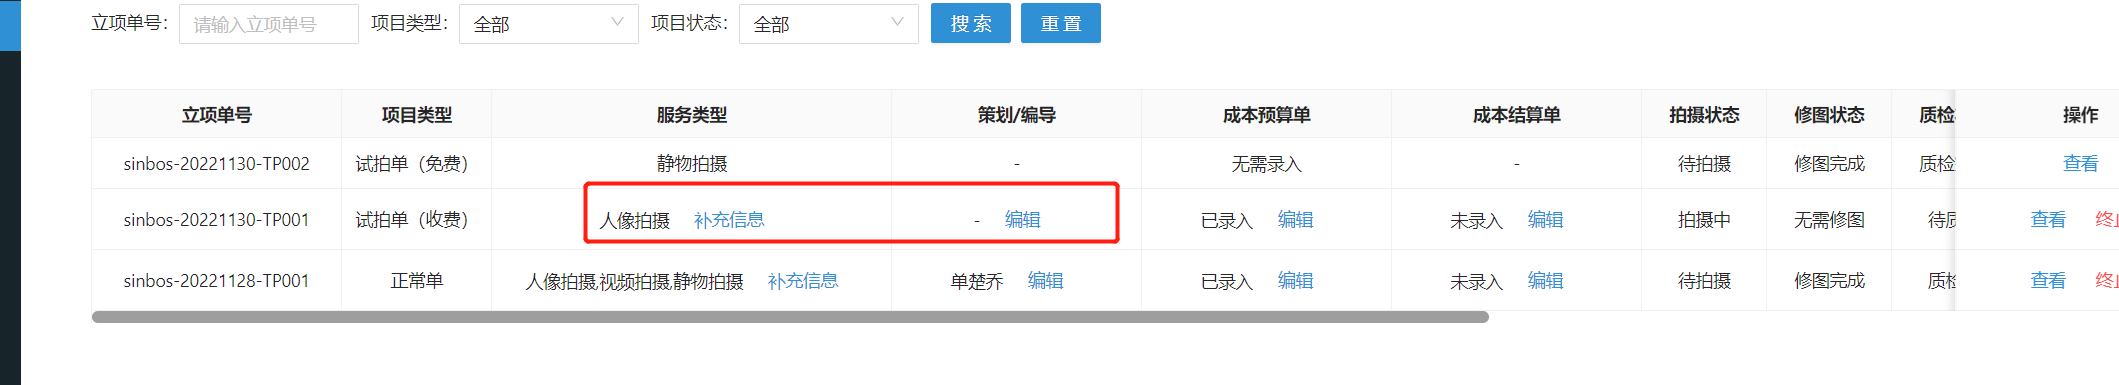 立项单号： 请输入立项单号 项目类型： 全部 项目状态： 全部 搜 索 重 置
立项单号 项目类型 服务类型 策划/编导 成本预算单 成本结算单 拍摄状态 修图状态 质检 操作
sinbos-20221130-TP002 试拍单（免费） 静物拍摄 - 无需录入 - 待拍摄 修图完成 质检 查看
sinbos-20221130-TP001 试拍单（收费） 人像拍摄 补充信息 - 编辑 已录入 编辑 未录入 编辑 拍摄中 无需修图 待质 查看 终止
sinbos-20221128-TP001 正常单 人像拍摄,视频拍摄,静物拍摄 补充信息 单楚乔 编辑 已录入 编辑 未录入 编辑 待拍摄 修图完成 质检 查看 终止